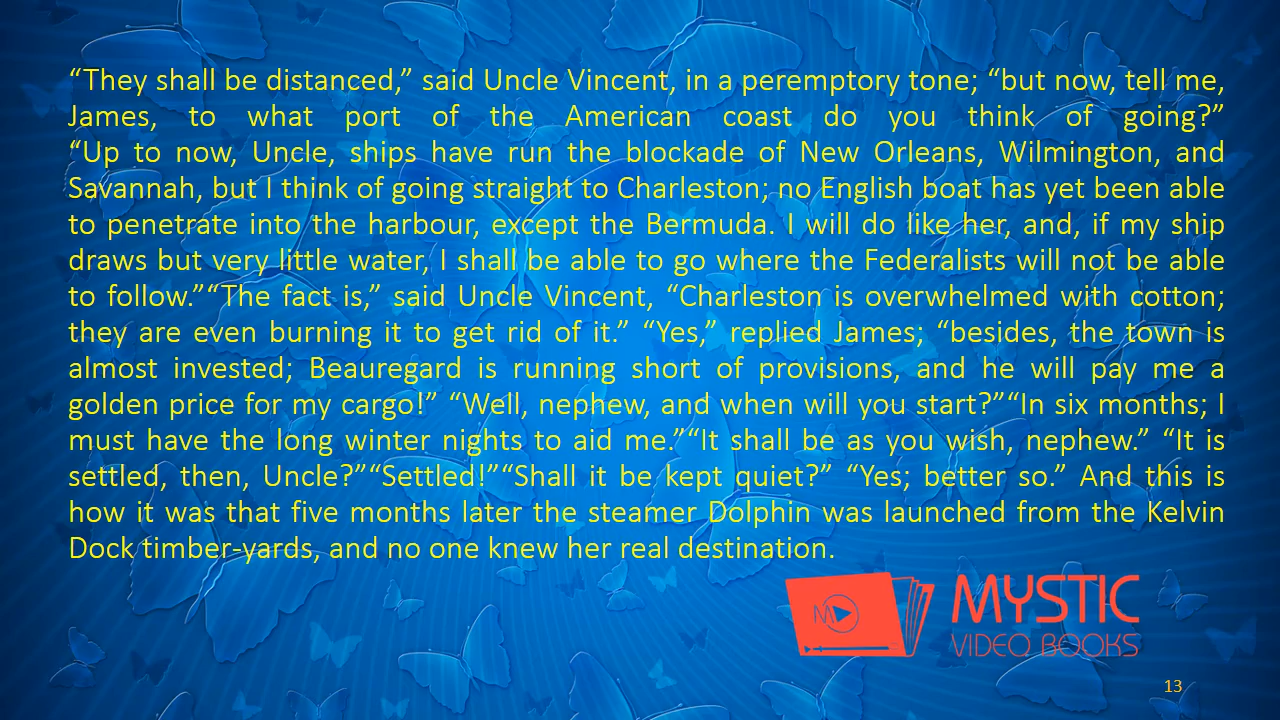 “They shall be distanced,” said Uncle Vincent, in a peremptory tone; “but now, tell me,
James, to what port of the American coast do you think of going?”
“Up to now, Uncle, ships have run the blockade of New Orleans, Wilmington, and
Savannah, but I think of going straight to Charleston; no English boat has yet been able
to penetrate into the harbour, except the Bermuda. I will do like her, and, if my ship
draws but very little water, I shall be able to go where the Federalists will not be able
to follow.”“The fact is,” said Uncle Vincent, “Charleston is overwhelmed with cotton;
they are even burning it to get rid of it.” “Yes,” replied James; “besides, the town is
almost invested; Beauregard is running short of provisions, and he will pay me a
golden price for my cargo!” “Well, nephew, and when will you start?”“In six months; I
must have the long winter nights to aid me.”“It shall be as you wish, nephew.” “It is
settled, then, Uncle?”“Settled!”“Shall it be kept quiet?” “Yes; better so.” And this is
how it was that five months later the steamer Dolphin was launched from the Kelvin
Dock timber-yards, and no one knew her real destination.
M
MYSTIC
VIDEO BOOKS
13